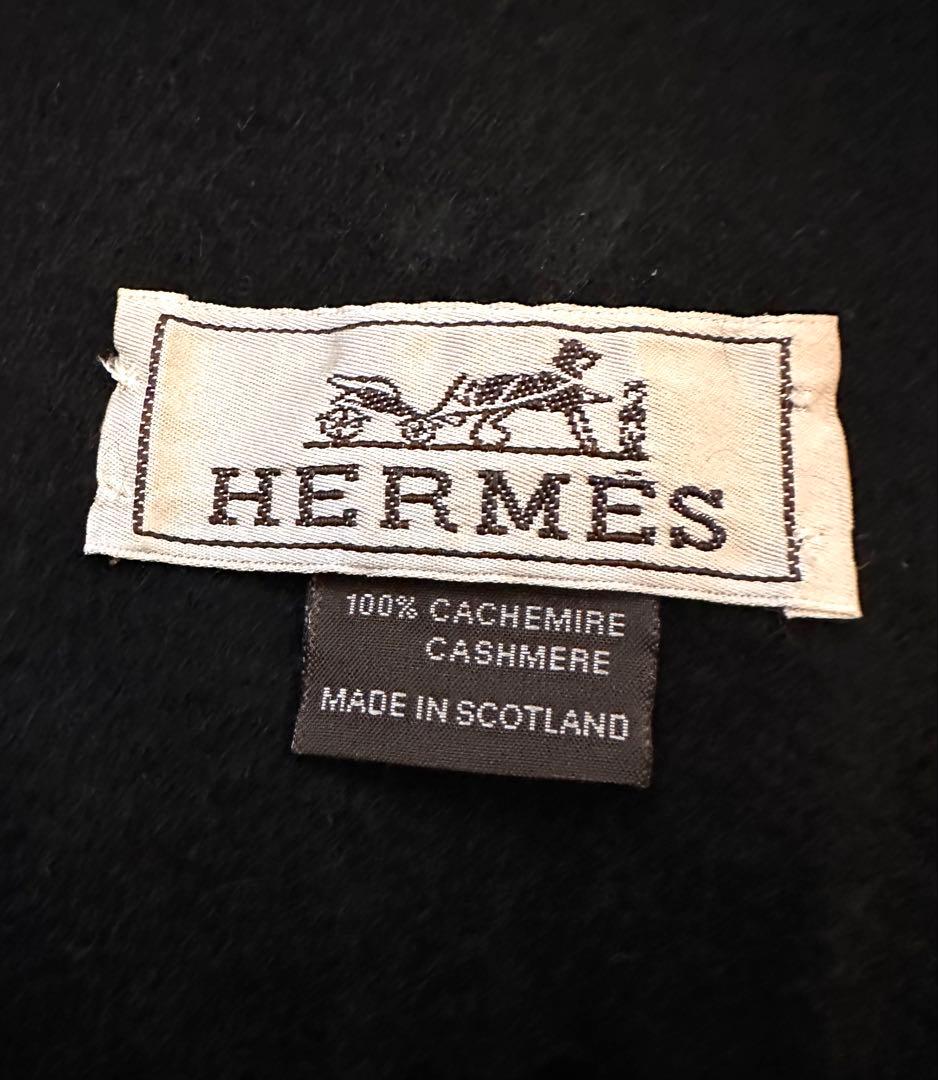 HERMÈS
100% CACHEMIRE
CASHMERE
MADE IN SCOTLAND